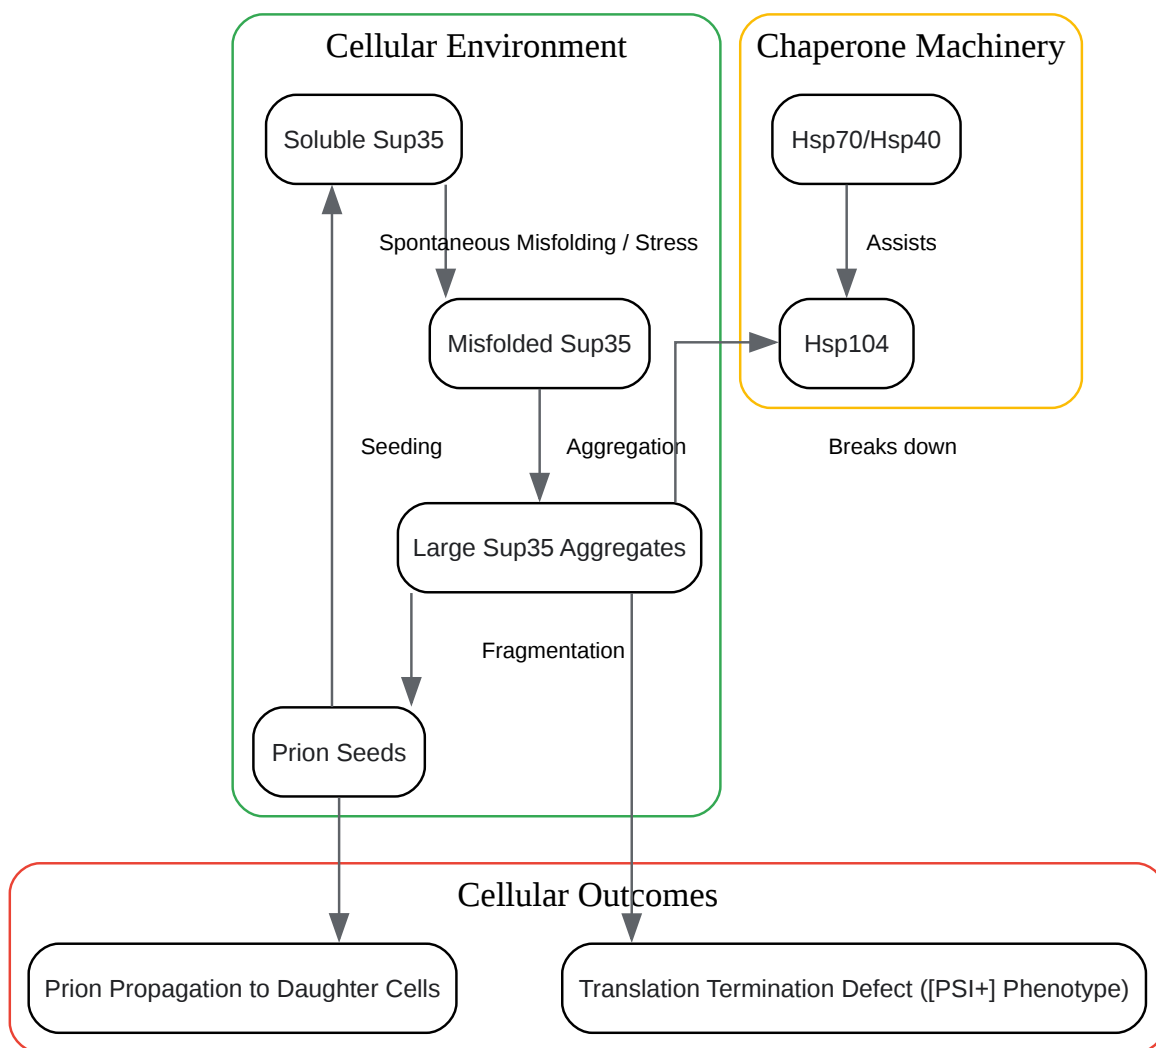 Cellular Environment
Chaperone Machinery
Soluble Sup35
Hsp70/Hsp40
Spontaneous Misfolding / Stress
Assists
Misfolded Sup35
Hsp104
Seeding
Aggregation
Breaks down
Large Sup35 Aggregates
Fragmentation
Prion Seeds
Cellular Outcomes
Prion Propagation to Daughter Cells
Translation Termination Defect ([PSI+] Phenotype)